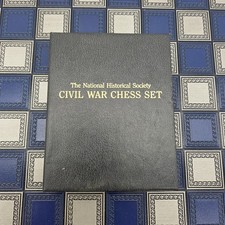 The National Historical Society
CIVIL WAR CHESS SET